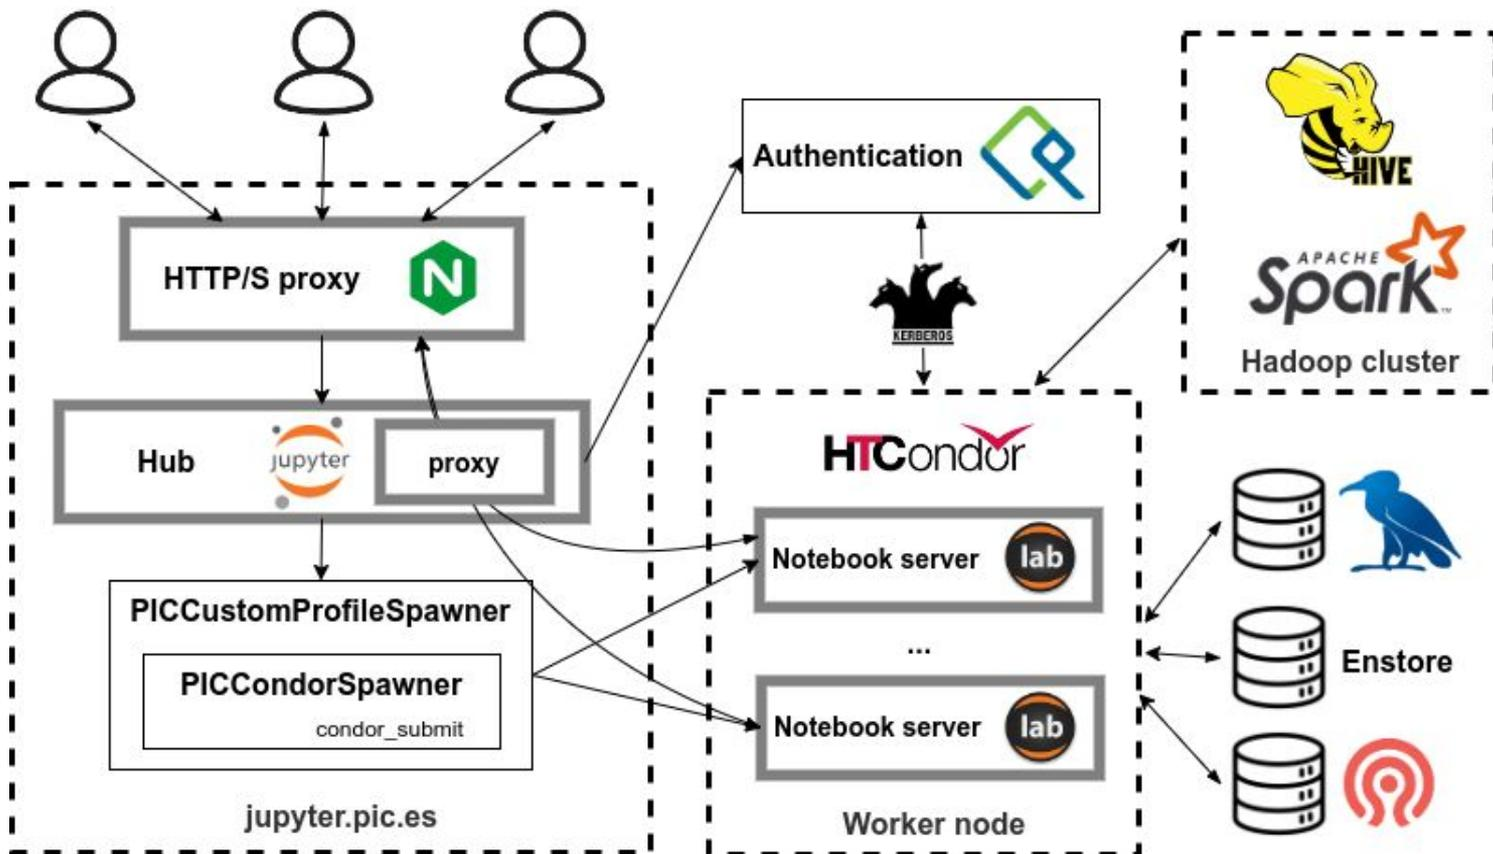 HTTP/S proxy
N
Hub
jupyter
proxy
PICCustomProfileSpawner
PICCondorSpawner
condor_submit
jupyter.pic.es
Authentication
KERBEROS
HTCondor
Notebook server
lab
...
Notebook server
lab
Worker node
HIVE
APACHE
Spark
TM
Hadoop cluster
Enstore